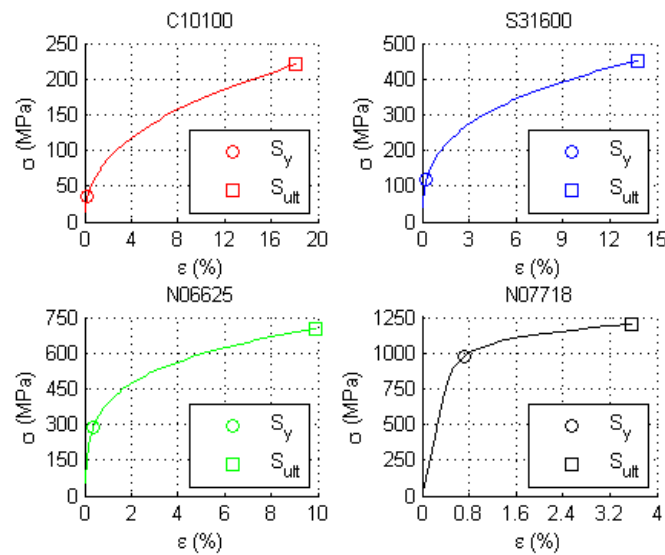 C10100
250
200
150
100
50
0
σ (MPa)
S_y
S_ult
0 4 8 12 16 20
ε (%)
S31600
500
400
300
200
100
0
σ (MPa)
S_y
S_ult
0 3 6 9 12 15
ε (%)
N06625
750
600
450
300
150
0
σ (MPa)
S_y
S_ult
0 2 4 6 8 10
ε (%)
N07718
1250
1000
750
500
250
0
σ (MPa)
S_y
S_ult
0 0.8 1.6 2.4 3.2 4
ε (%)